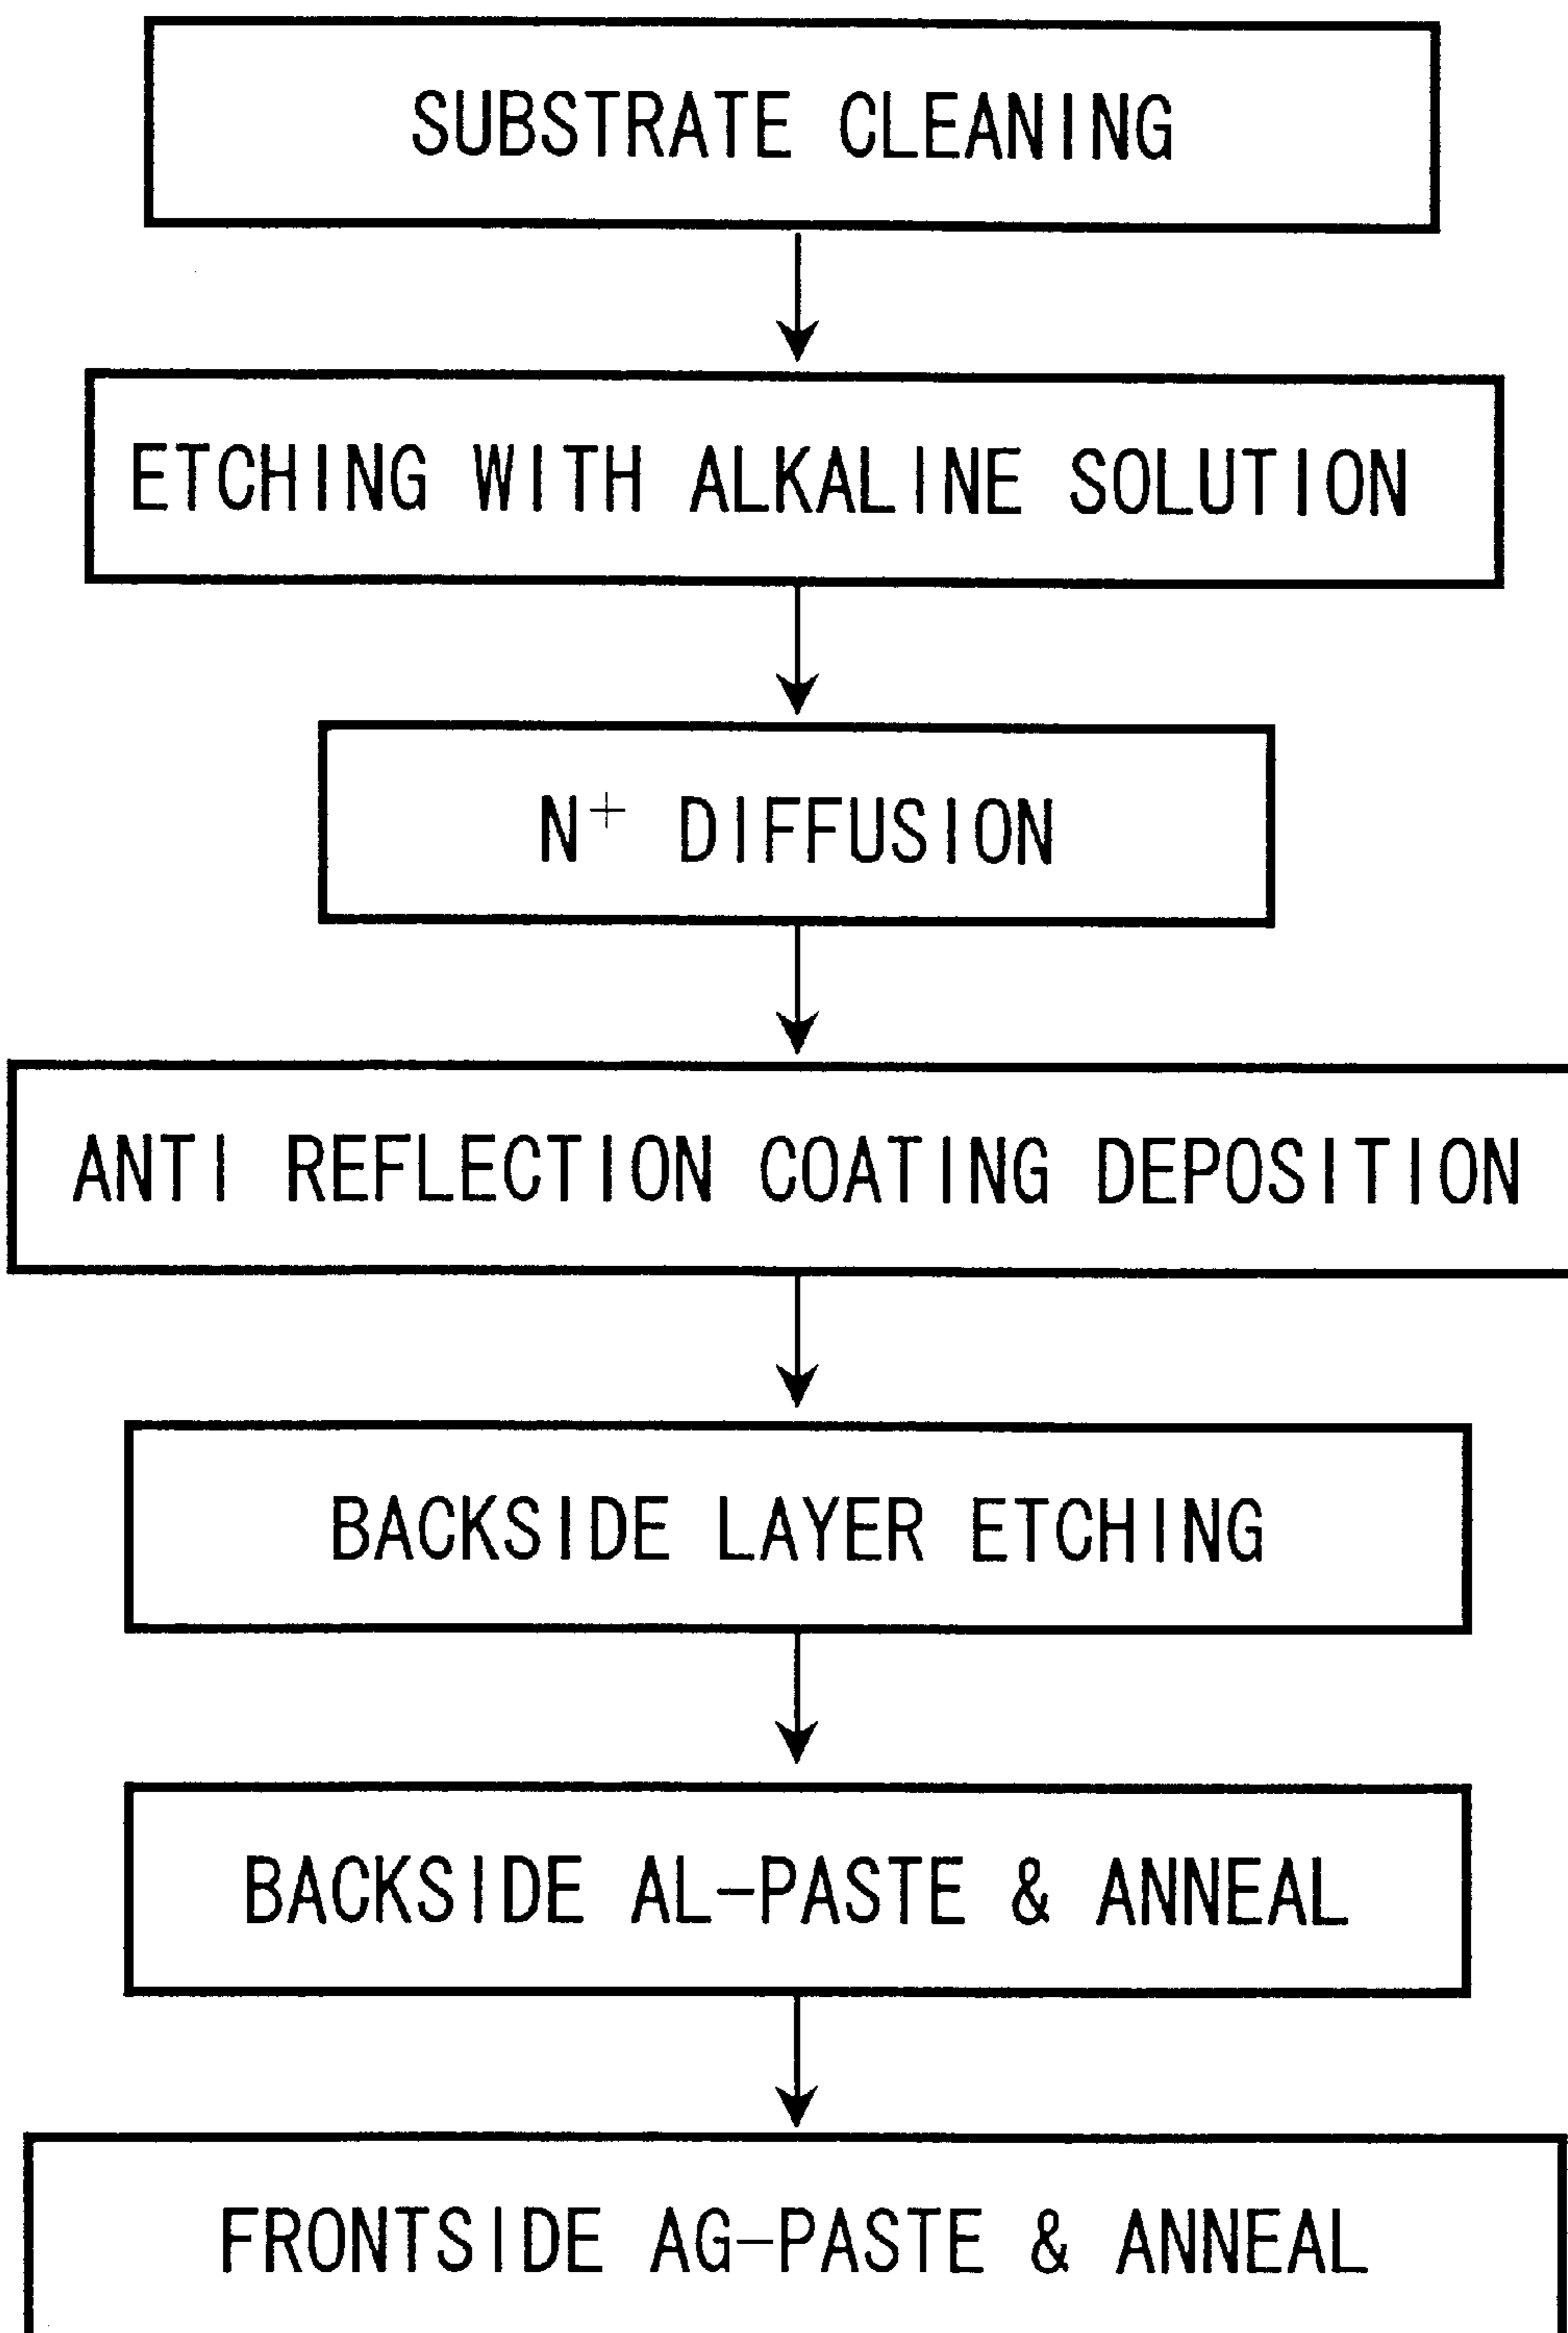 SUBSTRATE CLEANING
ETCHING WITH ALKALINE SOLUTION
N⁺ DIFFUSION
ANTI REFLECTION COATING DEPOSITION
BACKSIDE LAYER ETCHING
BACKSIDE AL-PASTE & ANNEAL
FRONTSIDE AG-PASTE & ANNEAL